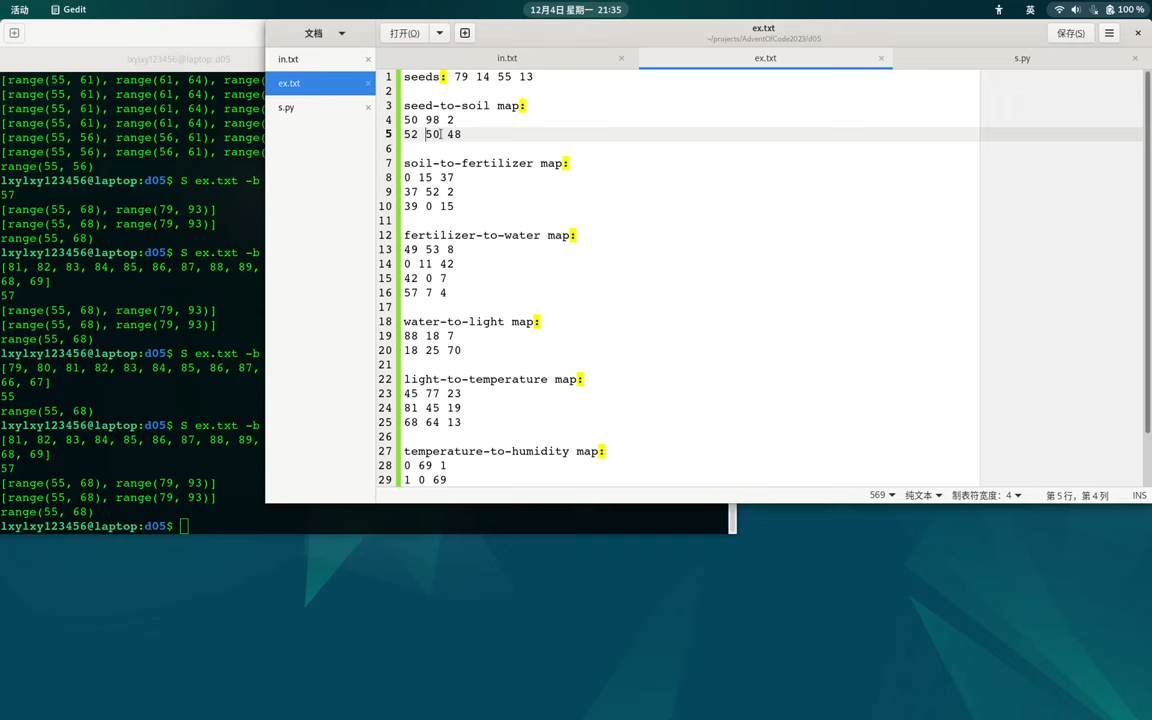 活动 Gedit 12月4日 星期一 21:35 英 100 %
文档 打开(O) ex.txt 保存(S)
~/projects/AdventOfCode2023/d05
lxylxy123456@laptop:~/projects/AdventOfCode2023/d05
in.txt ex.txt s.py
in.txt
ex.txt
s.py
[range(55, 61), range(61, 64), range(
[range(55, 61), range(61, 64), range(
[range(55, 61), range(61, 64), range(
[range(55, 61), range(61, 64), range(
[range(55, 56), range(56, 61), range(
[range(55, 56), range(56, 61), range(
range(55, 56)
lxylxy123456@laptop:d05$ S ex.txt -b
57
[range(55, 68), range(79, 93)]
[range(55, 68), range(79, 93)]
range(55, 68)
lxylxy123456@laptop:d05$ S ex.txt -b
[81, 82, 83, 84, 85, 86, 87, 88, 89,
68, 69]
57
[range(55, 68), range(79, 93)]
[range(55, 68), range(79, 93)]
range(55, 68)
lxylxy123456@laptop:d05$ S ex.txt -b
[79, 80, 81, 82, 83, 84, 85, 86, 87,
66, 67]
55
range(55, 68)
lxylxy123456@laptop:d05$ S ex.txt -b
[81, 82, 83, 84, 85, 86, 87, 88, 89,
68, 69]
57
[range(55, 68), range(79, 93)]
[range(55, 68), range(79, 93)]
range(55, 68)
lxylxy123456@laptop:d05$
1 seeds: 79 14 55 13
2
3 seed-to-soil map:
4 50 98 2
5 52 50 48
6
7 soil-to-fertilizer map:
8 0 15 37
9 37 52 2
10 39 0 15
11
12 fertilizer-to-water map:
13 49 53 8
14 0 11 42
15 42 0 7
16 57 7 4
17
18 water-to-light map:
19 88 18 7
20 18 25 70
21
22 light-to-temperature map:
23 45 77 23
24 81 45 19
25 68 64 13
26
27 temperature-to-humidity map:
28 0 69 1
29 1 0 69
569 纯文本 制表符宽度：4 第 5 行，第 4 列 INS